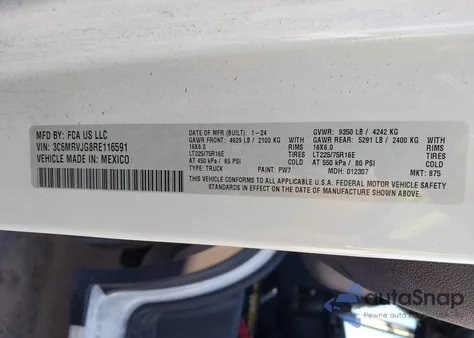 MFD BY: FCA US LLC
VIN: 3C6MRVJG8RE116591
VEHICLE MADE IN: MEXICO
DATE OF MFR (BUILT): 1-24
GVWR: 9350 LB / 4242 KG
GAWR FRONT: 4629 LB / 2100 KG
WITH
GAWR REAR: 5291 LB / 2400 KG
WITH
16X6.0
RIMS
16X6.0
RIMS
LT225/75R16E
TIRES
LT225/75R16E
TIRES
AT 450 kPa / 65 PSI
COLD
AT 550 kPa / 80 PSI
COLD
TYPE: TRUCK
PAINT: PW7
MDH: 012307
MKT: 875
THIS VEHICLE CONFORMS TO ALL APPLICABLE U.S.A. FEDERAL MOTOR VEHICLE SAFETY
STANDARDS IN EFFECT ON THE DATE OF MANUFACTURE SHOWN ABOVE.
autoSnap
Pewne auto